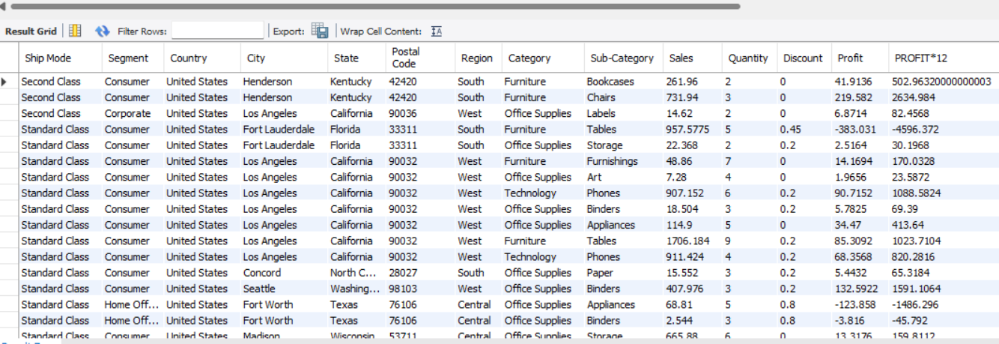 Result Grid Filter Rows: Export: Wrap Cell Content:
Ship Mode Segment Country City State Postal Code Region Category Sub-Category Sales Quantity Discount Profit PROFIT*12
Second Class Consumer United States Henderson Kentucky 42420 South Furniture Bookcases 261.96 2 0 41.9136 502.96320000000003
Second Class Consumer United States Henderson Kentucky 42420 South Furniture Chairs 731.94 3 0 219.582 2634.984
Second Class Corporate United States Los Angeles California 90036 West Office Supplies Labels 14.62 2 0 6.8714 82.4568
Standard Class Consumer United States Fort Lauderdale Florida 33311 South Furniture Tables 957.5775 5 0.45 -383.031 -4596.372
Standard Class Consumer United States Fort Lauderdale Florida 33311 South Office Supplies Storage 22.368 2 0.2 2.5164 30.1968
Standard Class Consumer United States Los Angeles California 90032 West Furniture Furnishings 48.86 7 0 14.1694 170.0328
Standard Class Consumer United States Los Angeles California 90032 West Office Supplies Art 7.28 4 0 1.9656 23.5872
Standard Class Consumer United States Los Angeles California 90032 West Technology Phones 907.152 6 0.2 90.7152 1088.5824
Standard Class Consumer United States Los Angeles California 90032 West Office Supplies Binders 18.504 3 0.2 5.7825 69.39
Standard Class Consumer United States Los Angeles California 90032 West Office Supplies Appliances 114.9 5 0 34.47 413.64
Standard Class Consumer United States Los Angeles California 90032 West Furniture Tables 1706.184 9 0.2 85.3092 1023.7104
Standard Class Consumer United States Los Angeles California 90032 West Technology Phones 911.424 4 0.2 68.3568 820.2816
Standard Class Consumer United States Concord North C... 28027 South Office Supplies Paper 15.552 3 0.2 5.4432 65.3184
Standard Class Consumer United States Seattle Washing... 98103 West Office Supplies Binders 407.976 3 0.2 132.5922 1591.1064
Standard Class Home Off... United States Fort Worth Texas 76106 Central Office Supplies Appliances 68.81 5 0.8 -123.858 -1486.296
Standard Class Home Off... United States Fort Worth Texas 76106 Central Office Supplies Binders 2.544 3 0.8 -3.816 -45.792
Standard Class Consumer United States Madison Wisconsin 53711 Central Office Supplies Storage 665.88 6 0 13.3176 159.8112